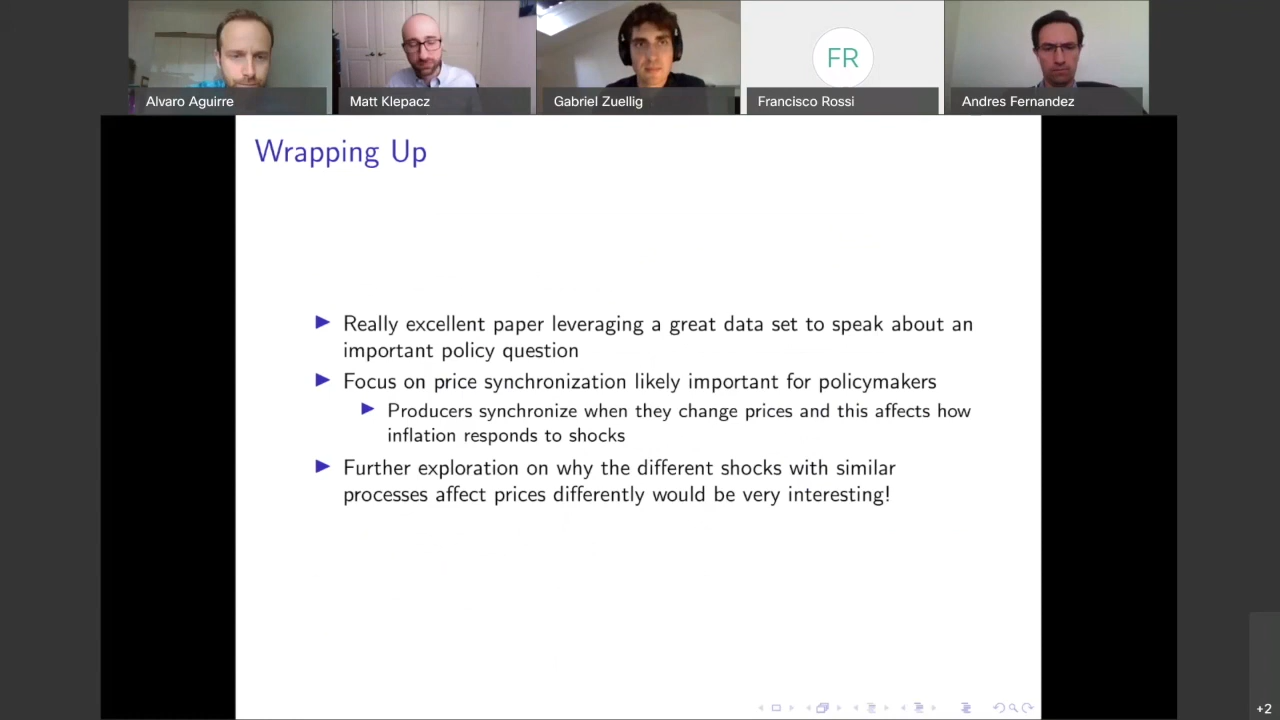 FR
Alvaro Aguirre
Matt Klepacz
Gabriel Zuellig
Francisco Rossi
Andres Fernandez
Wrapping Up
Really excellent paper leveraging a great data set to speak about an
important policy question
Focus on price synchronization likely important for policymakers
Producers synchronize when they change prices and this affects how
inflation responds to shocks
Further exploration on why the different shocks with similar
processes affect prices differently would be very interesting!
+2